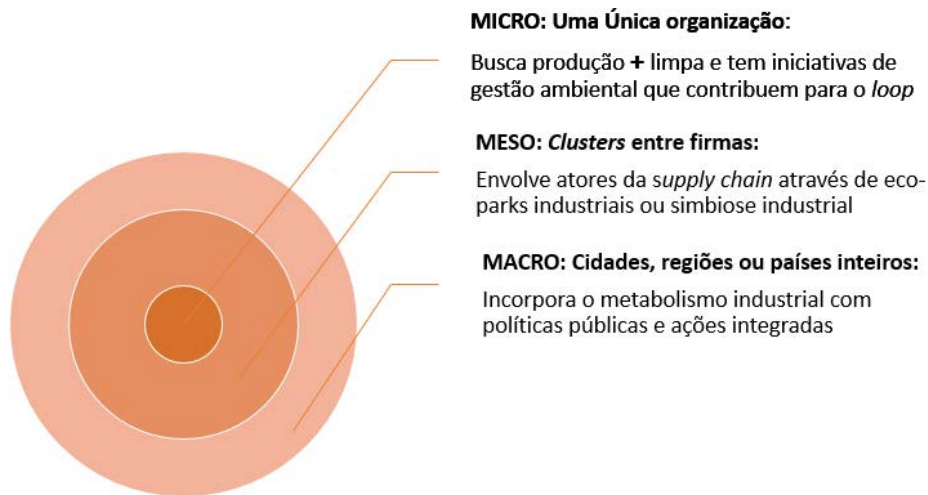 MICRO: Uma Única organização:
Busca produção + limpa e tem iniciativas de
gestão ambiental que contribuem para o loop
MESO: Clusters entre firmas:
Envolve atores da supply chain através de eco-
parks industriais ou simbiose industrial
MACRO: Cidades, regiões ou países inteiros:
Incorpora o metabolismo industrial com
políticas públicas e ações integradas